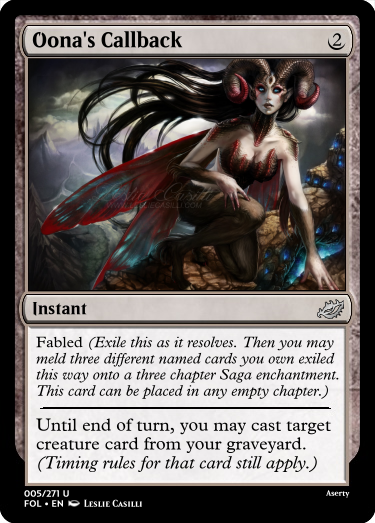 Oona's Callback 2
WWW.LESLIECASILLI.COM
Instant
Fabled (Exile this as it resolves. Then you may
meld three different named cards you own exiled
this way onto a three chapter Saga enchantment.
This card can be placed in any empty chapter.)
Until end of turn, you may cast target
creature card from your graveyard.
(Timing rules for that card still apply.)
005/271 U Aserty
FOL • EN Leslie Casilli